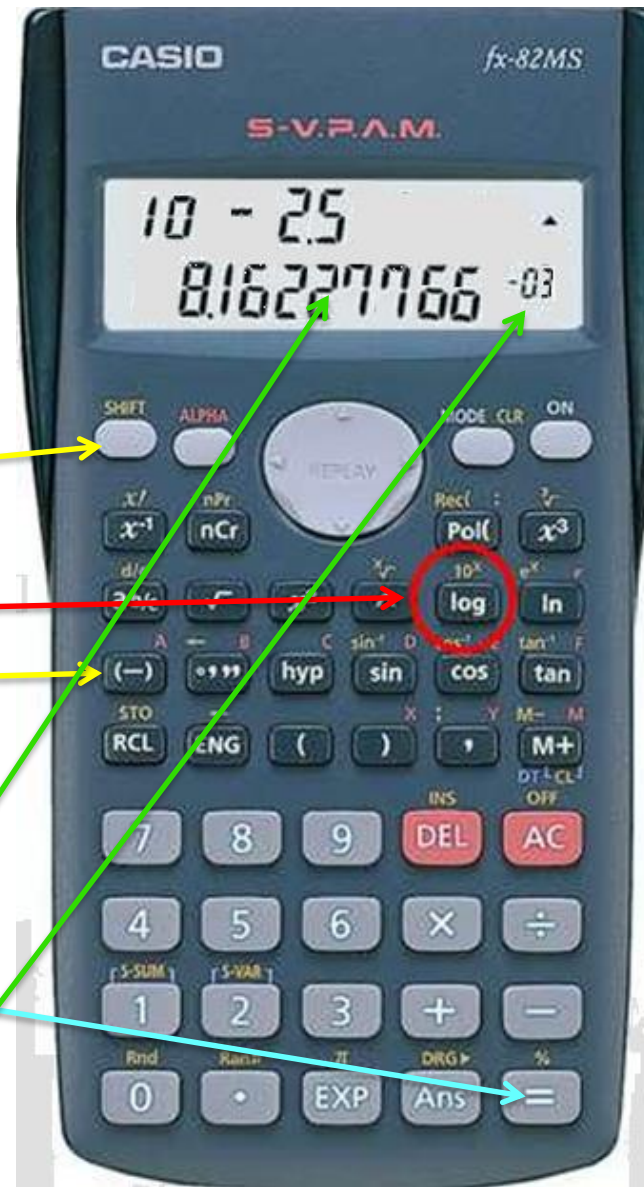 CASIO fx-82MS
S-V.P.A.M.
10 - 2.5
8.16227766 -03
SHIFT ALPHA MODE CLR ON
REPLAY
x! nPr Rec( : ³√
x⁻¹ nCr Pol( x³
d/c ˣ√ 10ˣ eˣ e
√ log ln
A ← B C sin⁻¹ D tan⁻¹ F
(—) °,,, hyp sin cos tan
STO ← X ; Y M− M
RCL ENG ( ) , M+
DT CL
INS OFF
7 8 9 DEL AC
4 5 6 × ÷
S-SUM S-VAR
1 2 3 + −
Rnd Ran# π DRG▶ %
0 • EXP Ans =